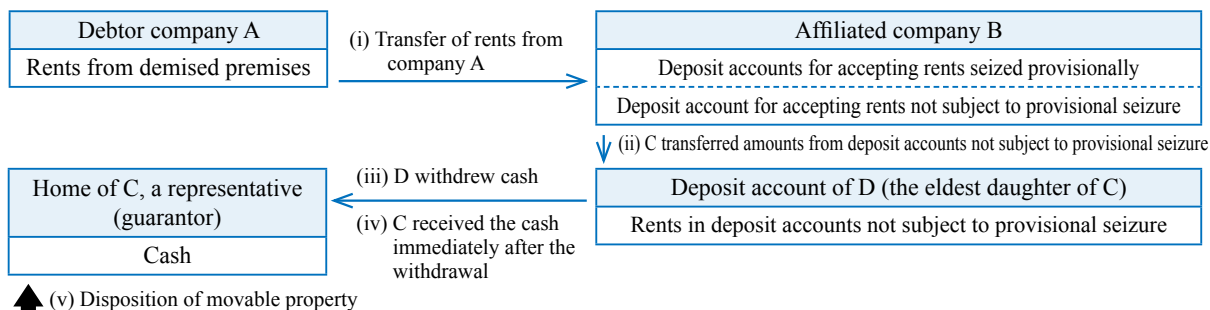 Debtor company A
Rents from demised premises
(i) Transfer of rents from
company A
Affiliated company B
Deposit accounts for accepting rents seized provisionally
Deposit account for accepting rents not subject to provisional seizure
(ii) C transferred amounts from deposit accounts not subject to provisional seizure
Home of C, a representative
(guarantor)
Cash
(iii) D withdrew cash
(iv) C received the cash
immediately after the
withdrawal
Deposit account of D (the eldest daughter of C)
Rents in deposit accounts not subject to provisional seizure
(v) Disposition of movable property